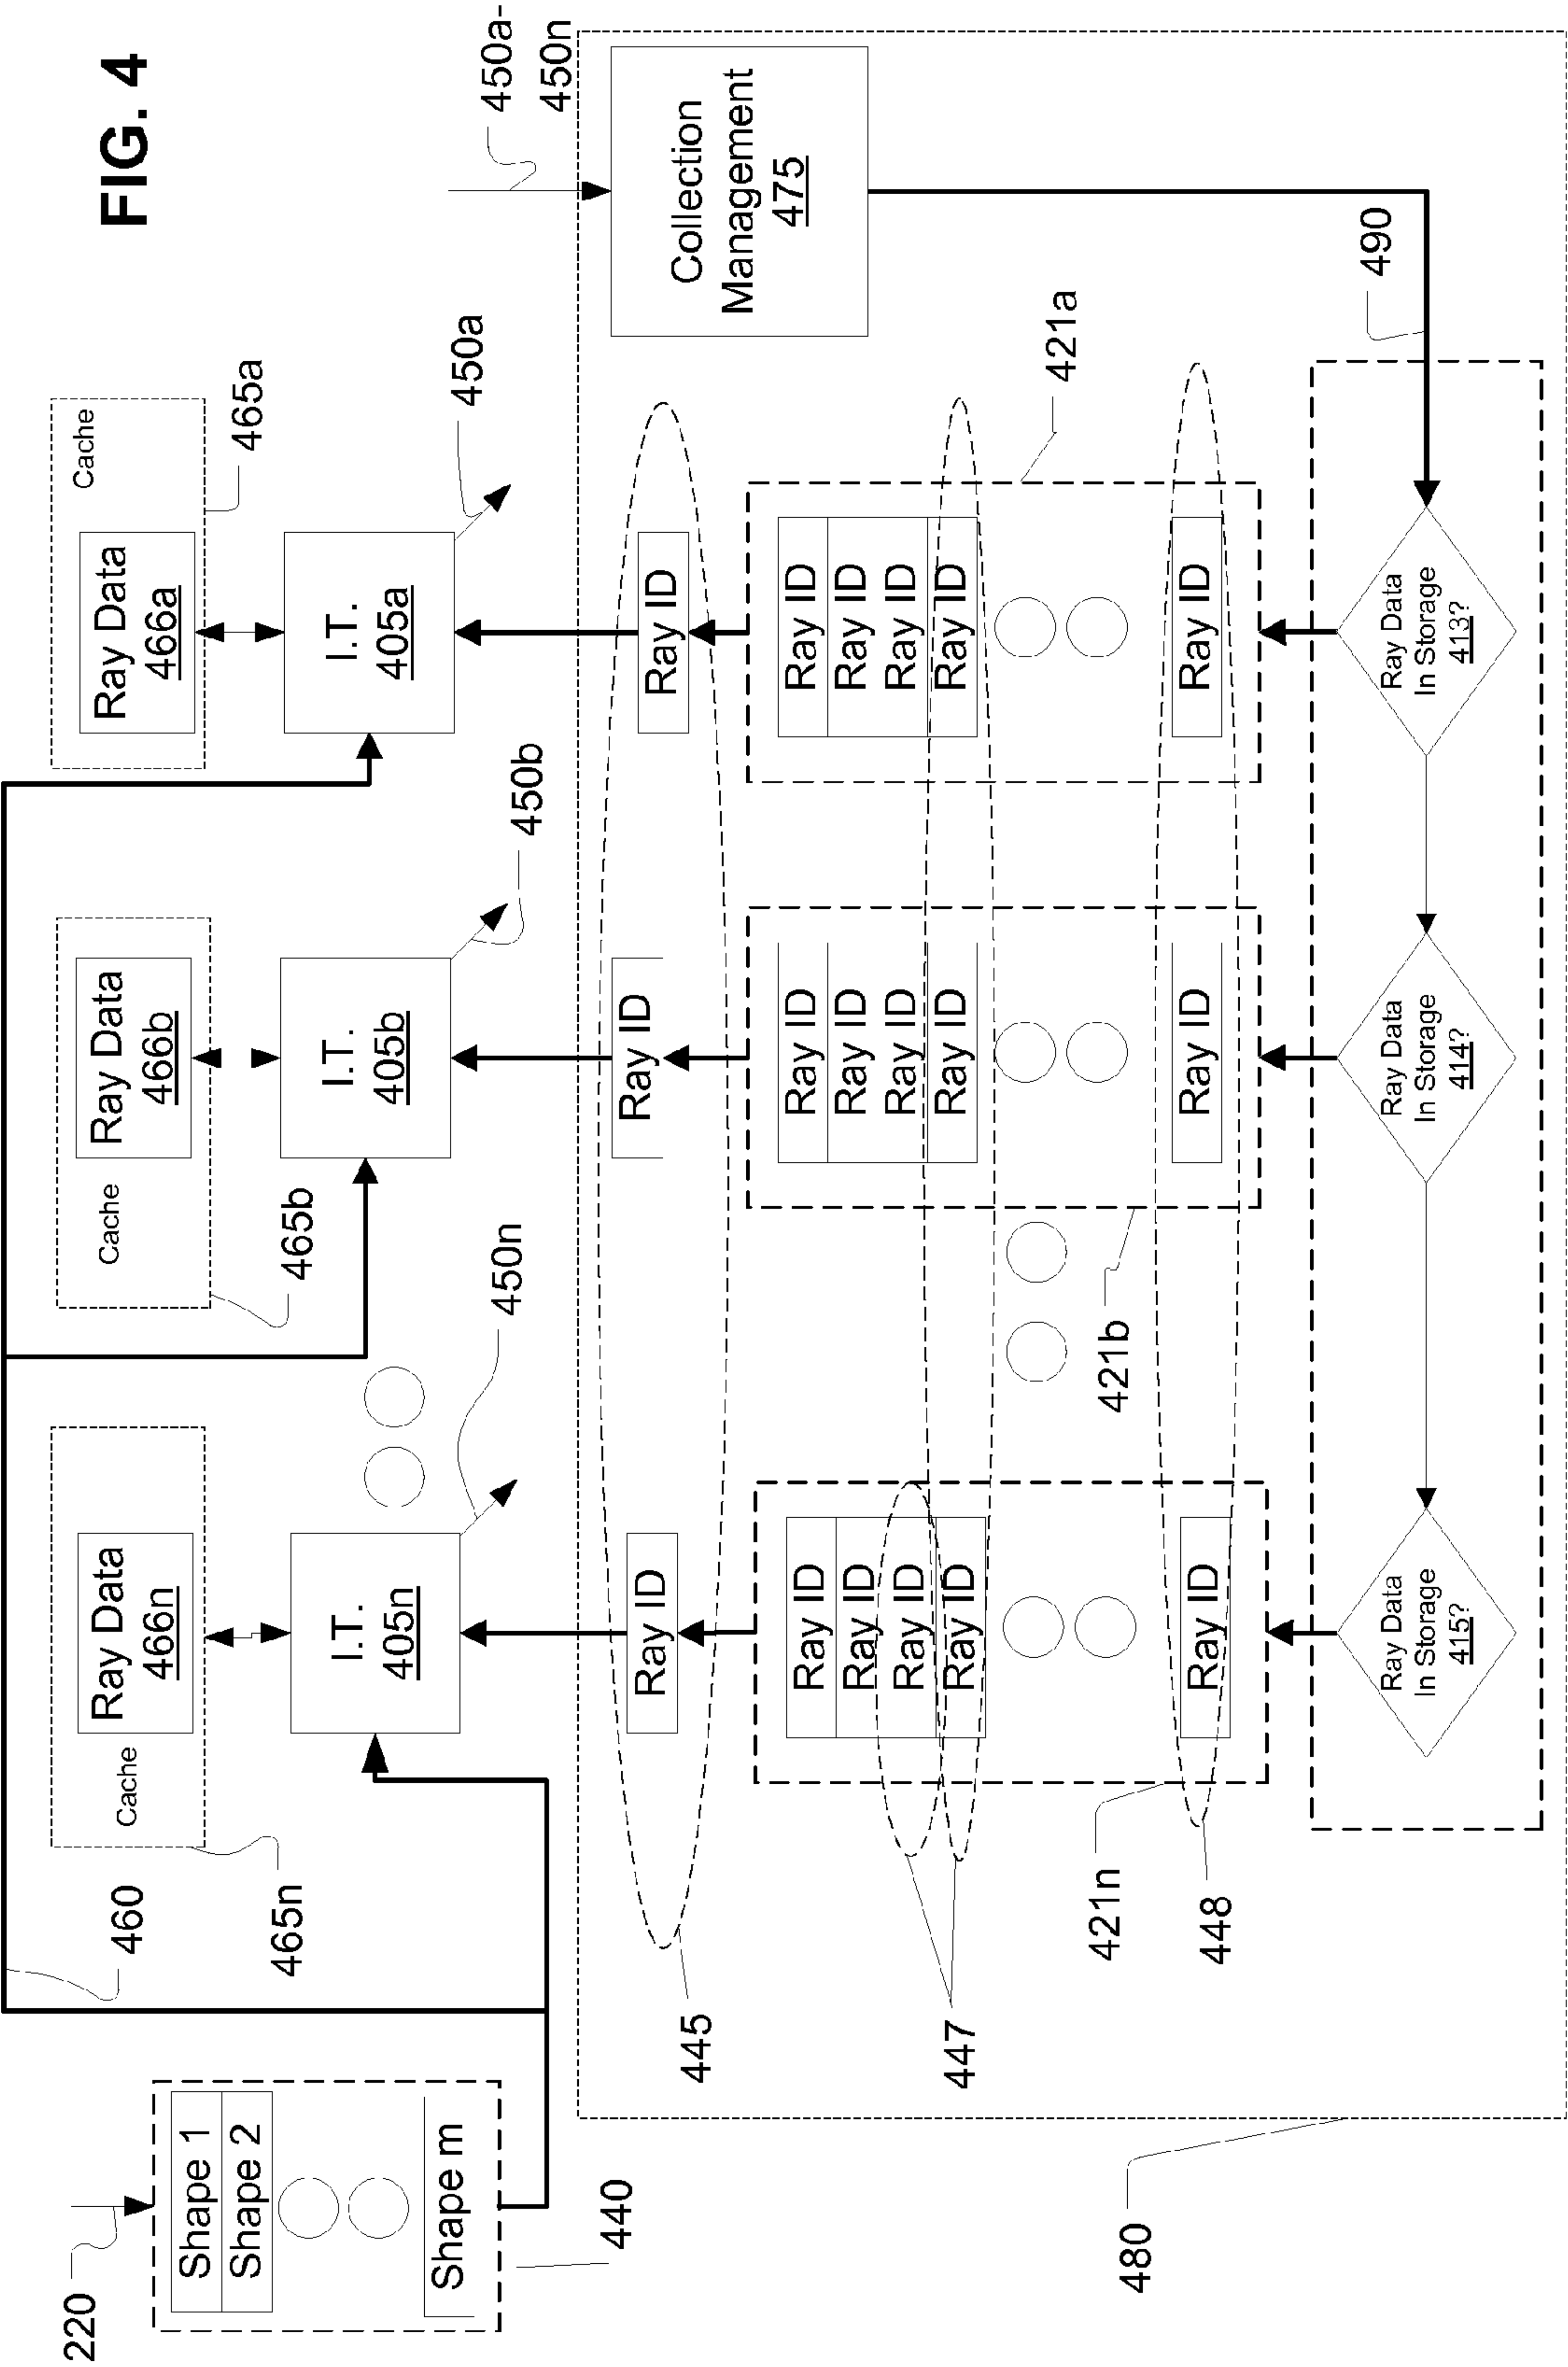 FIG. 4
220
Shape 1
Shape 2
Shape m
440
460
Cache
Ray Data
466n
465n
I.T.
405n
450n
Cache
Ray Data
466b
465b
I.T.
405b
450b
Cache
Ray Data
466a
465a
I.T.
405a
450a
450a-
450n
445
Ray ID
Ray ID
Ray ID
Collection
Management
475
447
Ray ID
Ray ID
Ray ID
Ray ID
Ray ID
421n
448
Ray ID
Ray ID
Ray ID
Ray ID
Ray ID
421b
Ray ID
Ray ID
Ray ID
Ray ID
Ray ID
421a
490
480
Ray Data
In Storage
415?
Ray Data
In Storage
414?
Ray Data
In Storage
413?